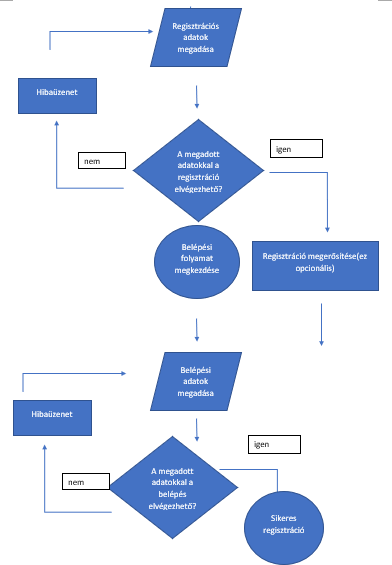 Regisztrációs
adatok
megadása
Hibaüzenet
nem
igen
A megadott
adatokkal a
regisztráció
elvégezhető?
Belépési
folyamat
megkezdése
Regisztráció megerősítése(ez
opcionális)
Belépési
adatok
megadása
Hibaüzenet
igen
nem
A megadott
adatokkal a
belépés
elvégezhető?
Sikeres
regisztráció